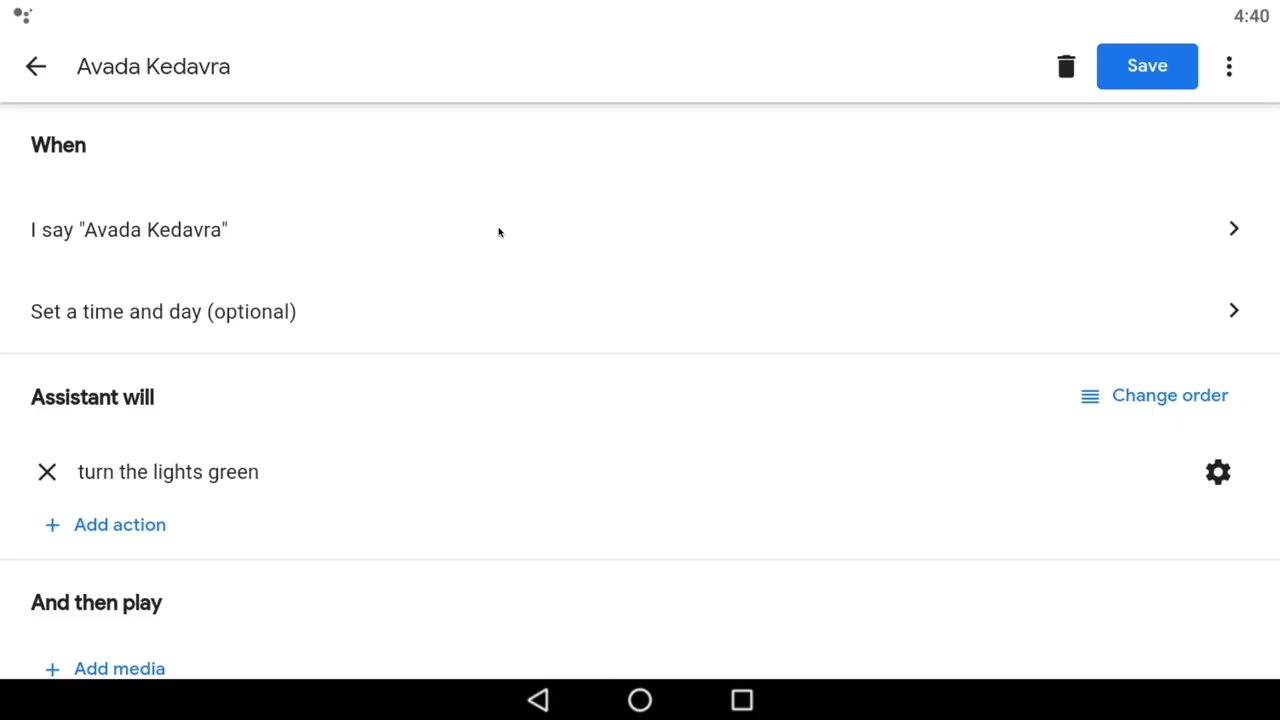 4:40
Avada Kedavra
Save
When
I say "Avada Kedavra"
Set a time and day (optional)
Assistant will
Change order
turn the lights green
+ Add action
And then play
+ Add media